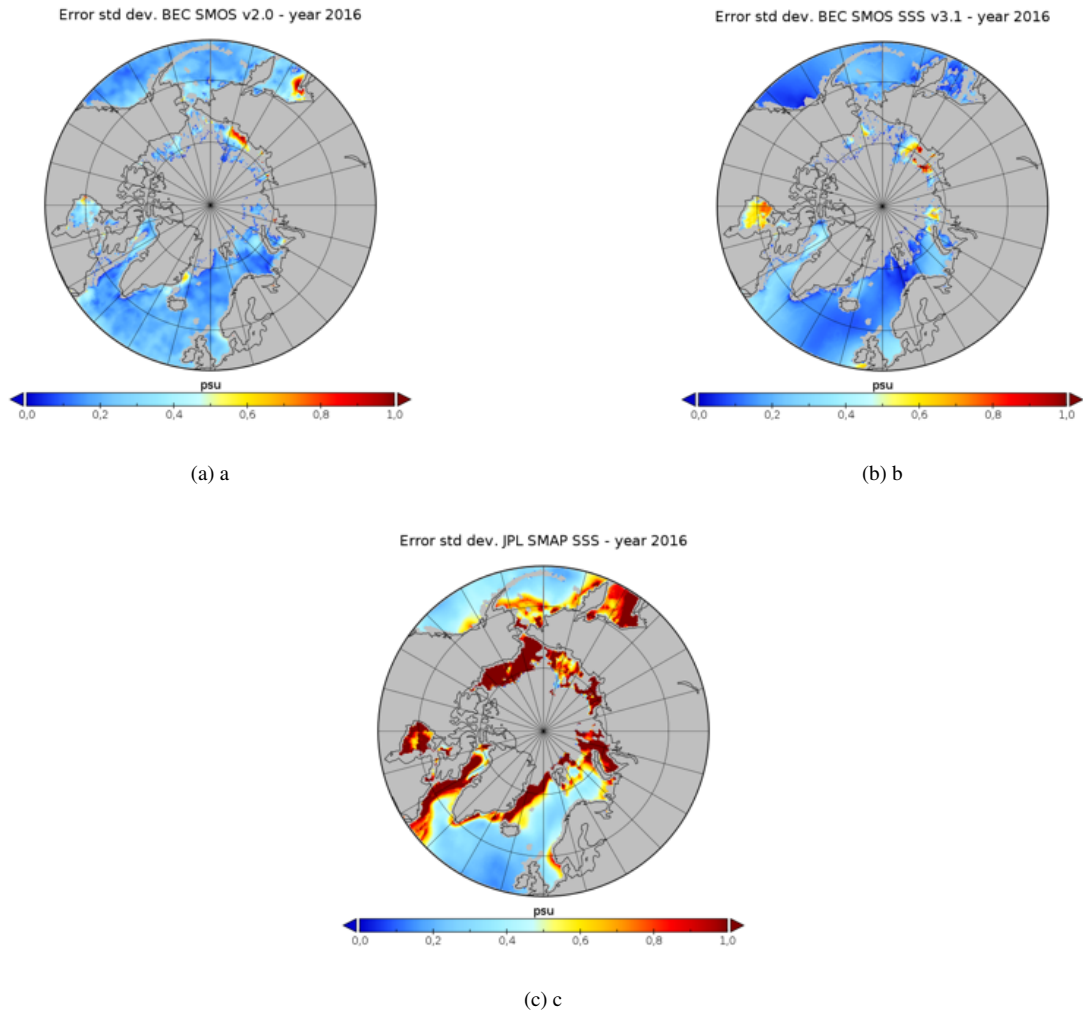 Error std dev. BEC SMOS v2.0 - year 2016
psu
0,0 0,2 0,4 0,6 0,8 1,0
(a) a
Error std dev. BEC SMOS SSS v3.1 - year 2016
psu
0,0 0,2 0,4 0,6 0,8 1,0
(b) b
Error std dev. JPL SMAP SSS - year 2016
psu
0,0 0,2 0,4 0,6 0,8 1,0
(c) c